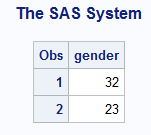 The SAS System
Obs gender
1 32
2 23